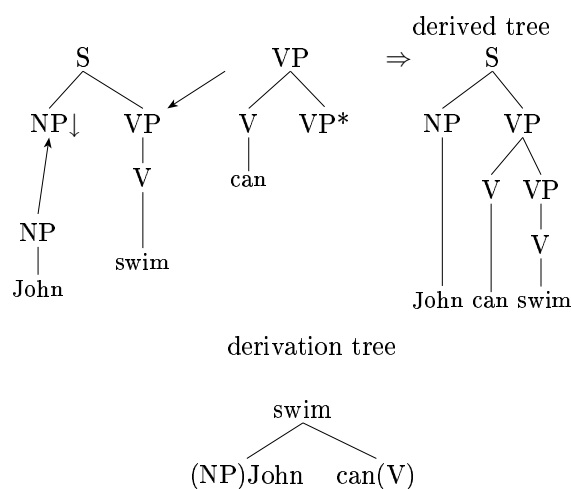 derived tree
S VP ⇒ S
NP↓ VP V VP* NP VP
V can V VP
NP V
swim
John John can swim
derivation tree
swim
(NP)John can(V)